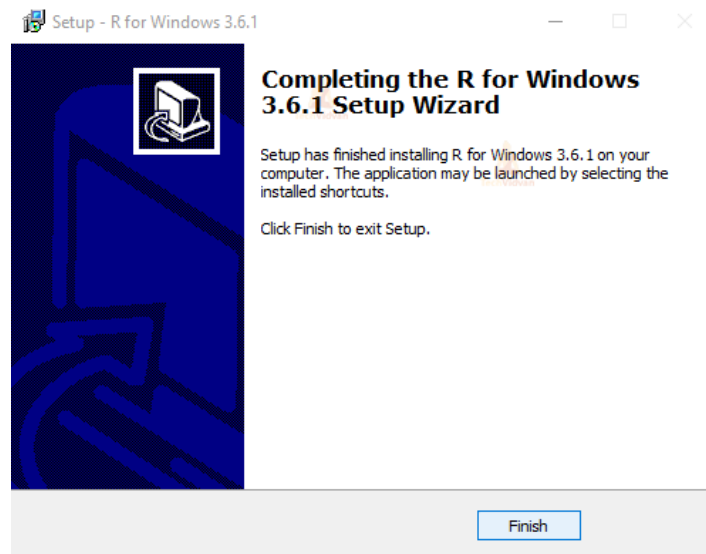 Setup - R for Windows 3.6.1
Completing the R for Windows
3.6.1 Setup Wizard
Setup has finished installing R for Windows 3.6.1 on your
computer. The application may be launched by selecting the
installed shortcuts.
Click Finish to exit Setup.
Finish